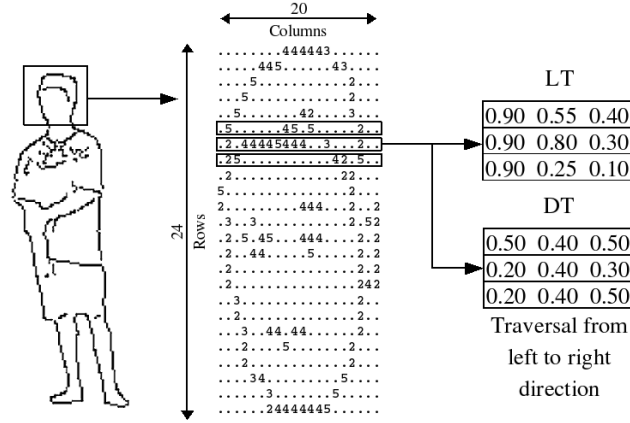 20
Columns
24
Rows
........444443......
.....445......43....
....5...........2...
...5............2...
..5.......42....3...
.5......45.5.....2..
.2.44445444..3...2..
.25...........42.5..
.2.............22...
5................2..
2.........444....2..2
.3..3............2.52
.2.5.45...444....2.2
.2..44.....5.....2.2
.2.................2
.2...............242
..3..............2..
..2..............2..
...3..44.44.....2...
...2....5.......2...
...2............2...
....34.........5....
......3.......5.....
......24444445......
LT
0.90 0.55 0.40
0.90 0.80 0.30
0.90 0.25 0.10
DT
0.50 0.40 0.50
0.20 0.40 0.30
0.20 0.40 0.50
Traversal from
left to right
direction